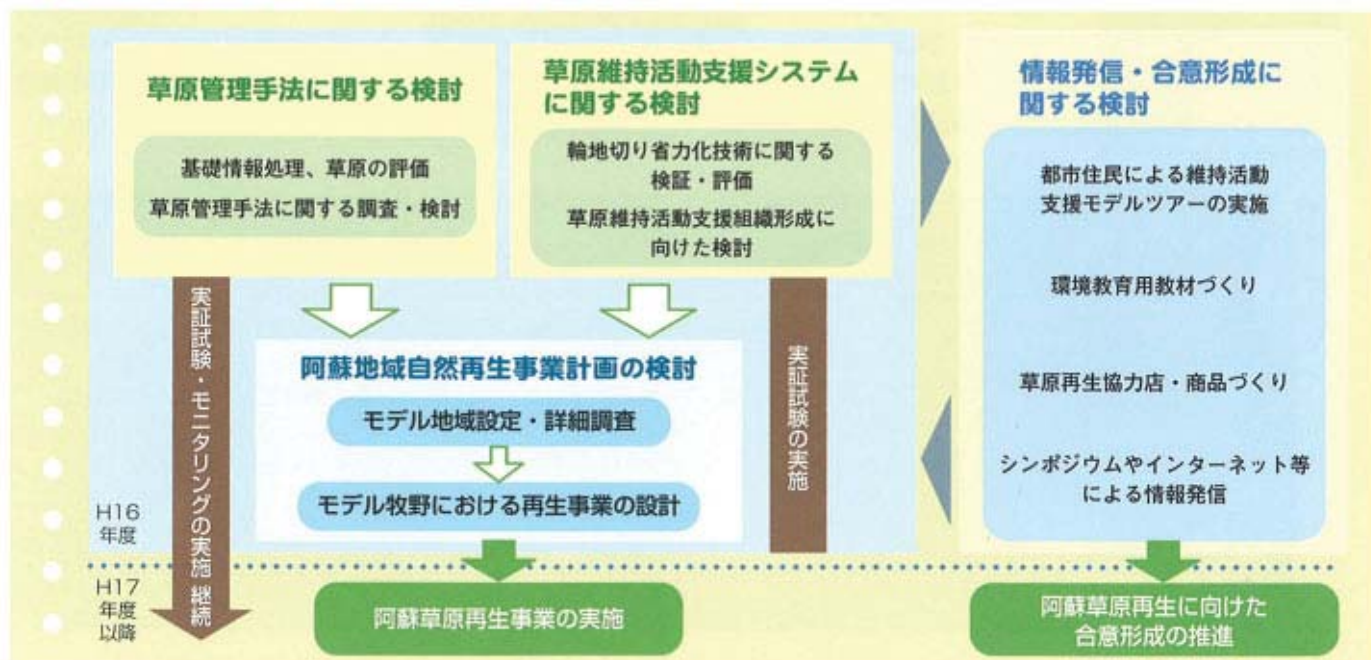 草原管理手法に関する検討
基礎情報処理、草原の評価
草原管理手法に関する調査・検討
草原維持活動支援システム
に関する検討
輪地切り省力化技術に関する
検証・評価
草原維持活動支援組織形成に
向けた検討
情報発信・合意形成に
関する検討
都市住民による維持活動
支援モデルツアーの実施
環境教育用教材づくり
草原再生協力店・商品づくり
シンポジウムやインターネット等
による情報発信
実証試験・モニタリングの実施 継続
阿蘇地域自然再生事業計画の検討
モデル地域設定・詳細調査
モデル牧野における再生事業の設計
実証試験の実施
H16
年度
H17
年度
以降
阿蘇草原再生事業の実施
阿蘇草原再生に向けた
合意形成の推進